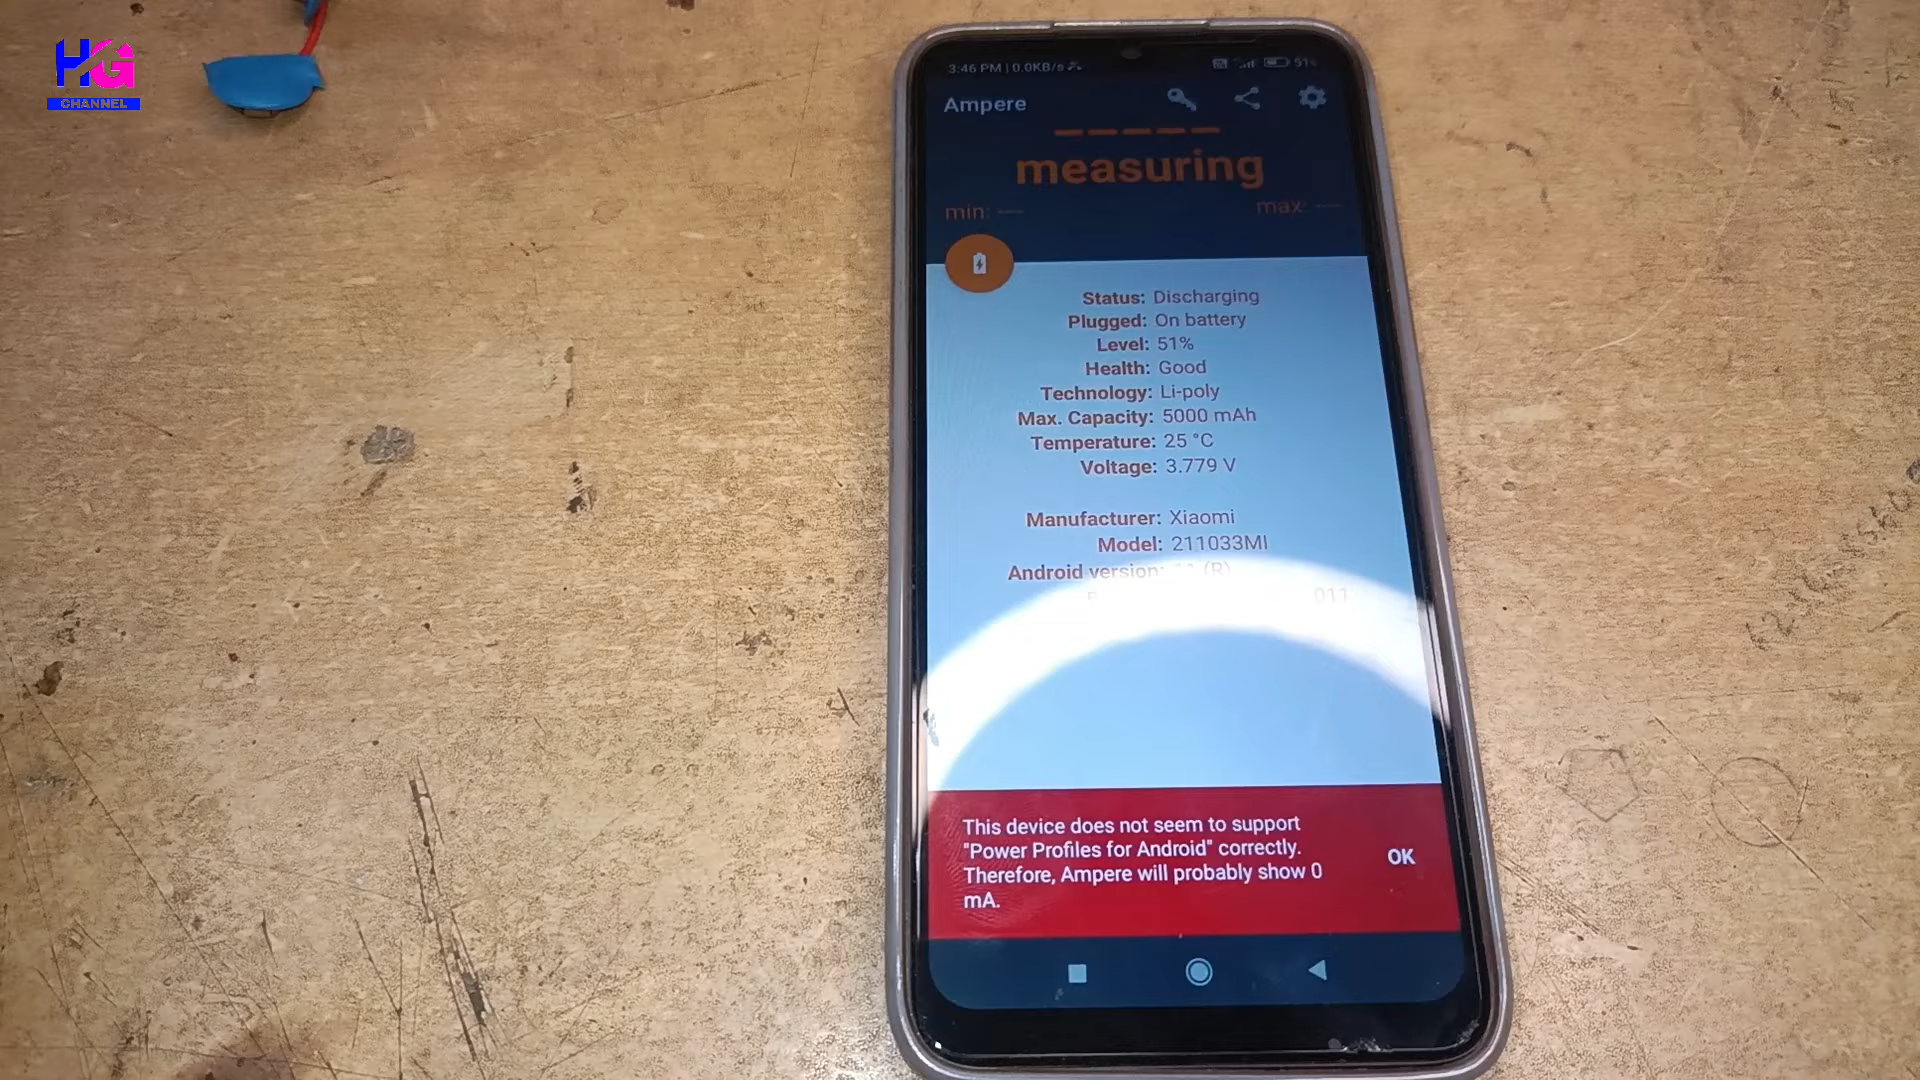 HG
CHANNEL
3:46 PM | 0.0KB/s
51%
Ampere
measuring
min: ---
max: ---
Status: Discharging
Plugged: On battery
Level: 51%
Health: Good
Technology: Li-poly
Max. Capacity: 5000 mAh
Temperature: 25 °C
Voltage: 3.779 V
Manufacturer: Xiaomi
Model: 211033MI
Android version: 11 (R)
011
This device does not seem to support
"Power Profiles for Android" correctly.
Therefore, Ampere will probably show 0
mA.
OK